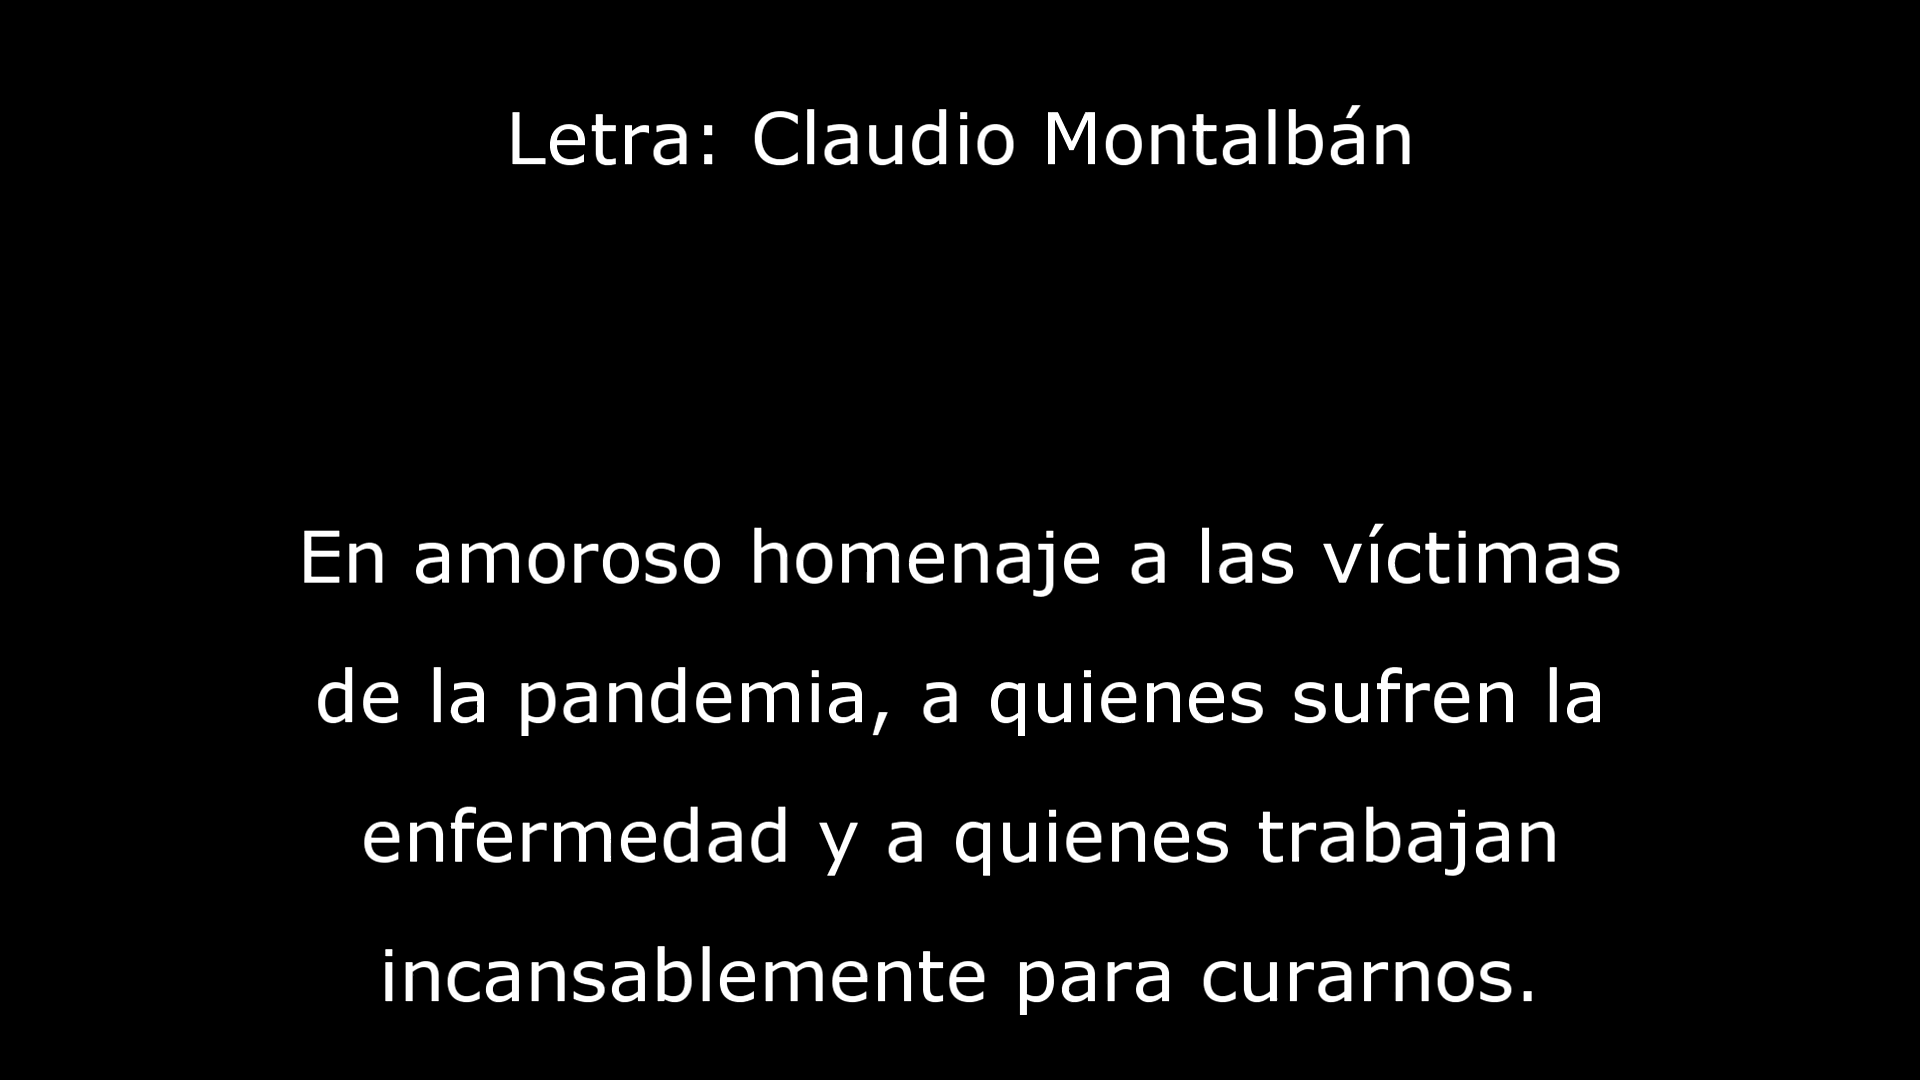 Letra: Claudio Montalbán
En amoroso homenaje a las víctimas
de la pandemia, a quienes sufren la
enfermedad y a quienes trabajan
incansablemente para curarnos.